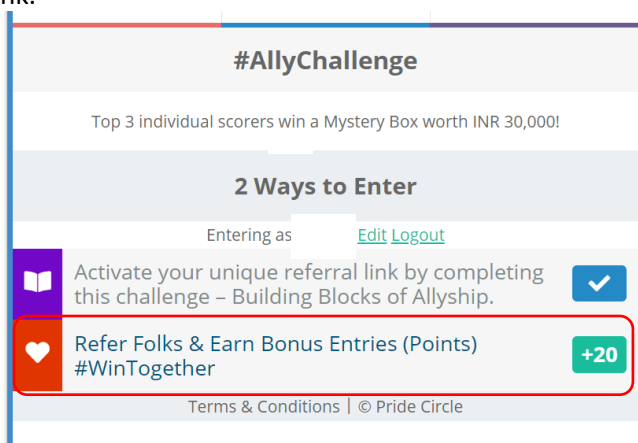 #AllyChallenge
Top 3 individual scorers win a Mystery Box worth INR 30,000!
2 Ways to Enter
Entering as Edit Logout
Activate your unique referral link by completing
this challenge – Building Blocks of Allyship.
Refer Folks & Earn Bonus Entries (Points)
#WinTogether
+20
Terms & Conditions | © Pride Circle